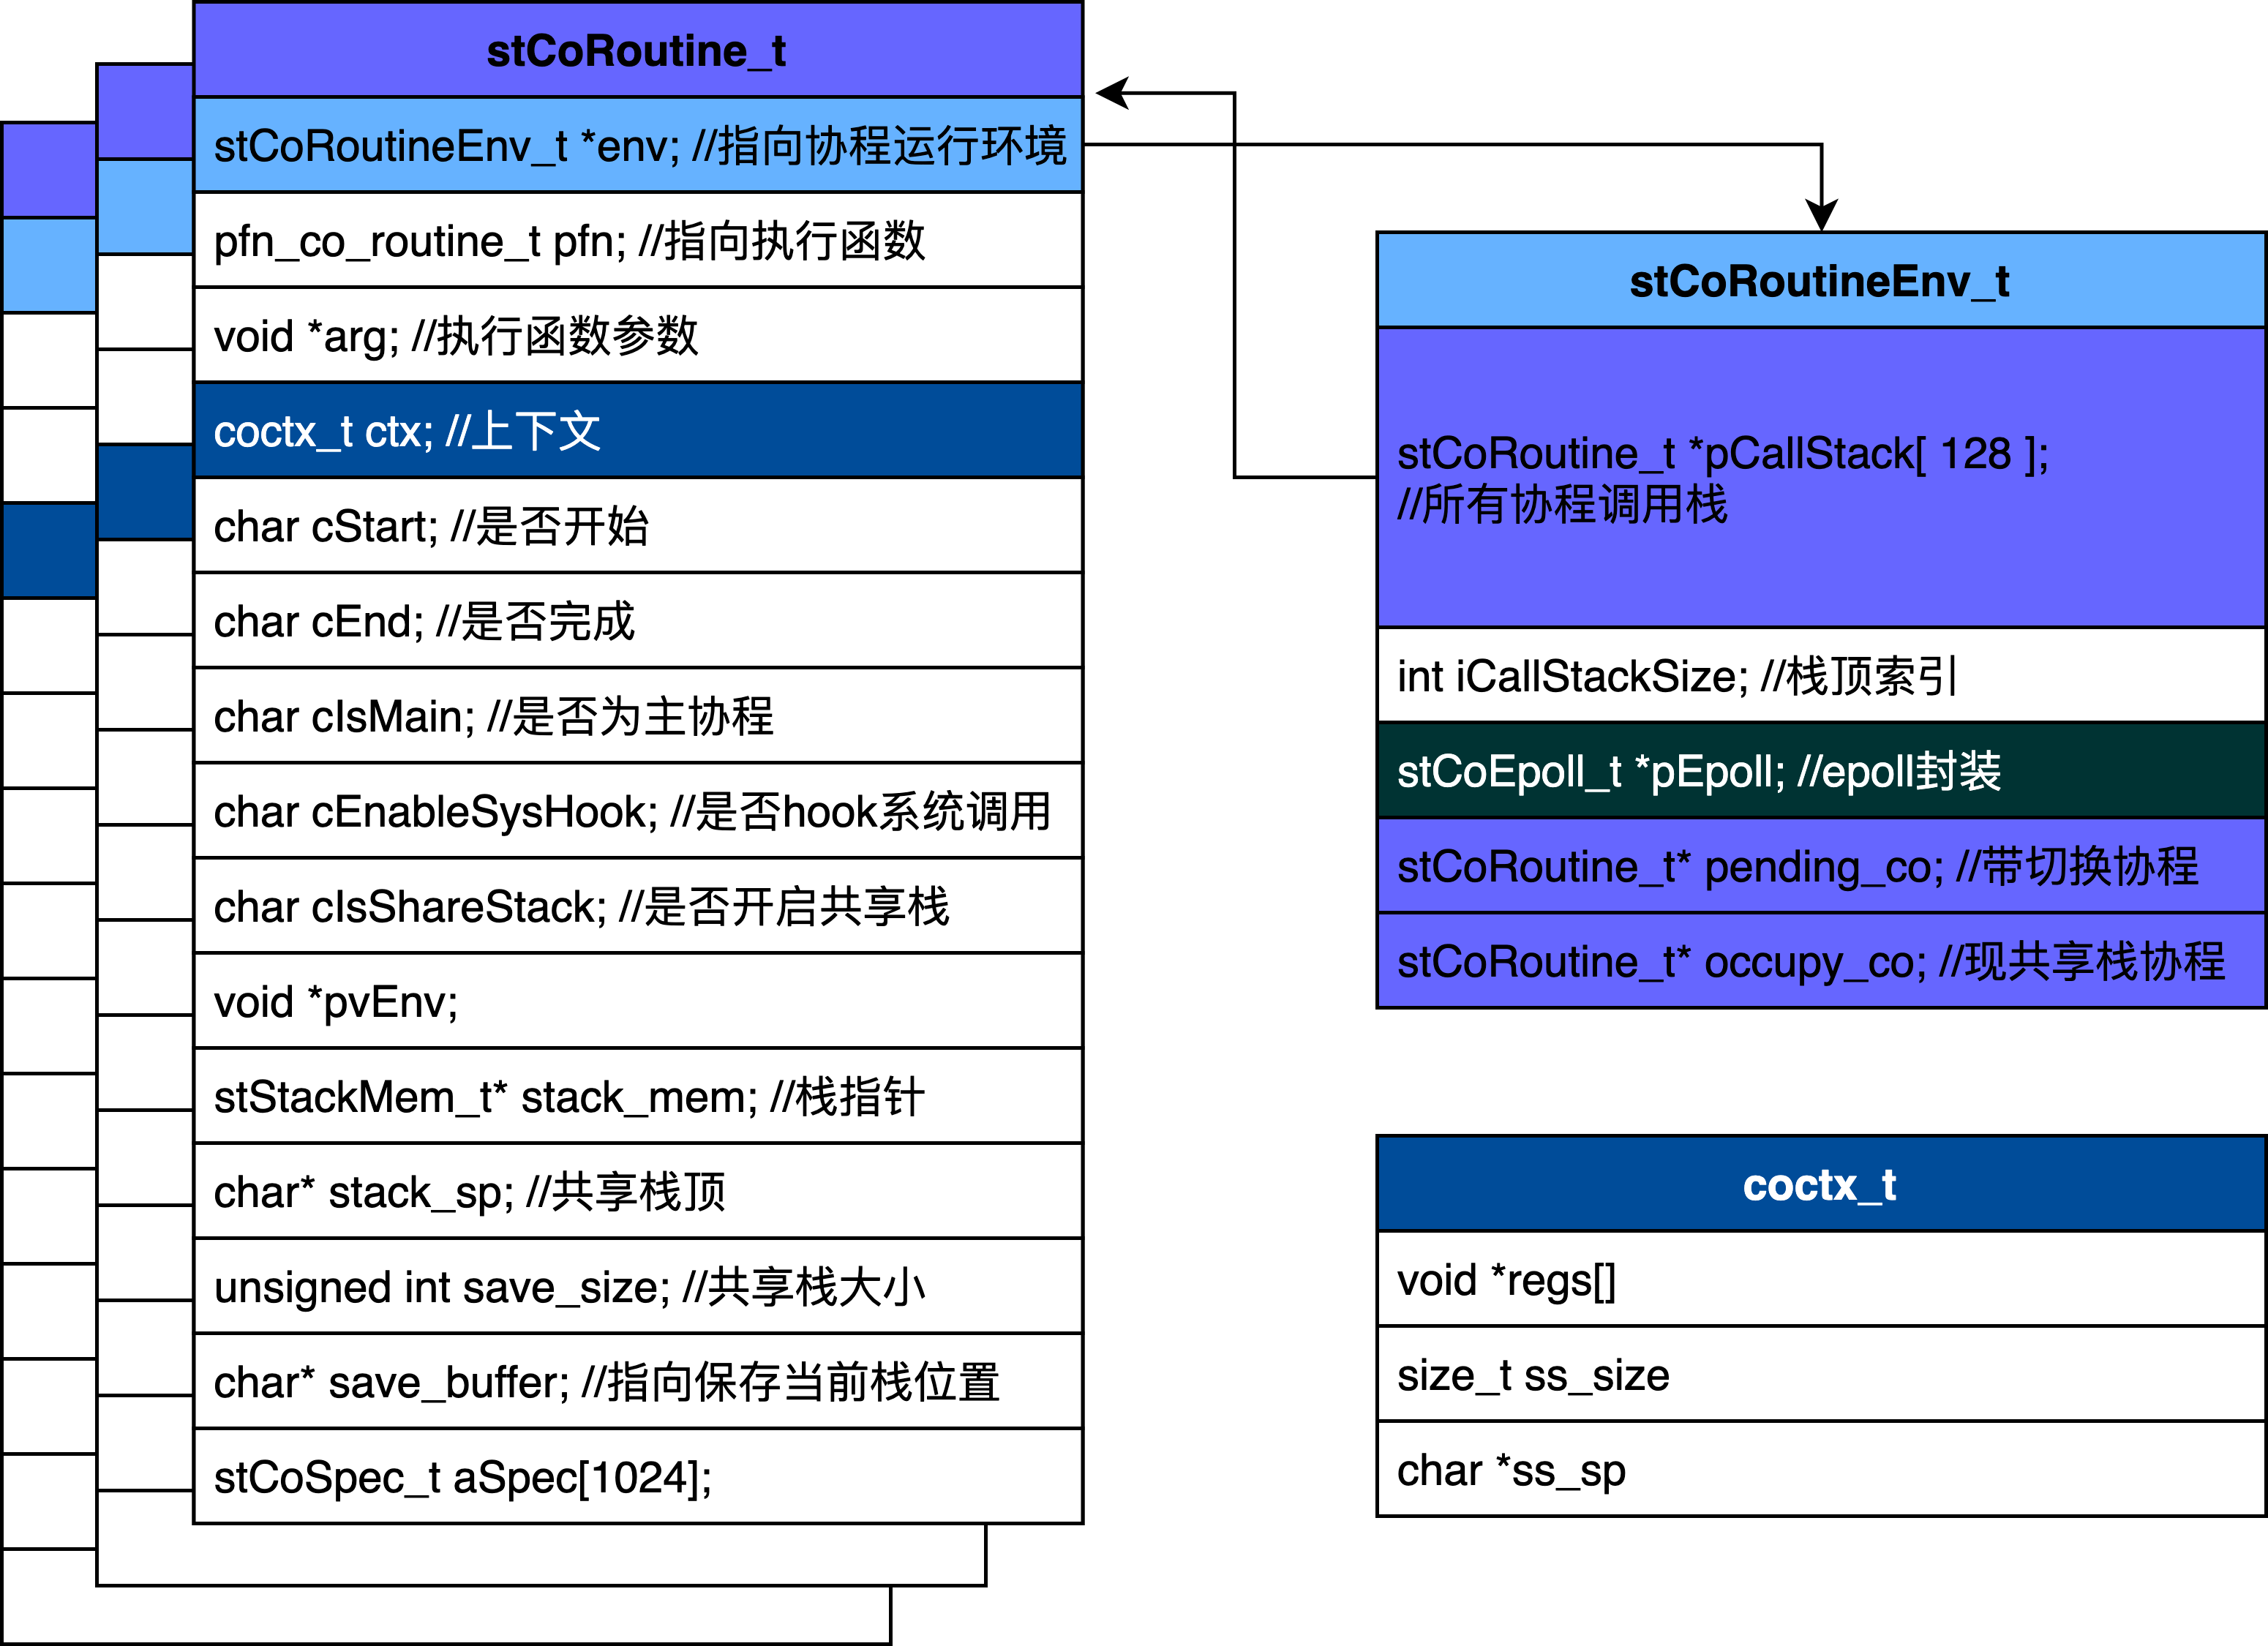 stCoRoutine_t
stCoRoutineEnv_t *env; //指向协程运行环境
pfn_co_routine_t pfn; //指向执行函数
void *arg; //执行函数参数
coctx_t ctx; //上下文
char cStart; //是否开始
char cEnd; //是否完成
char cIsMain; //是否为主协程
char cEnableSysHook; //是否hook系统调用
char cIsShareStack; //是否开启共享栈
void *pvEnv;
stStackMem_t* stack_mem; //栈指针
char* stack_sp; //共享栈顶
unsigned int save_size; //共享栈大小
char* save_buffer; //指向保存当前栈位置
stCoSpec_t aSpec[1024];
stCoRoutineEnv_t
stCoRoutine_t *pCallStack[ 128 ];
//所有协程调用栈
int iCallStackSize; //栈顶索引
stCoEpoll_t *pEpoll; //epoll封装
stCoRoutine_t* pending_co; //带切换协程
stCoRoutine_t* occupy_co; //现共享栈协程
coctx_t
void *regs[]
size_t ss_size
char *ss_sp